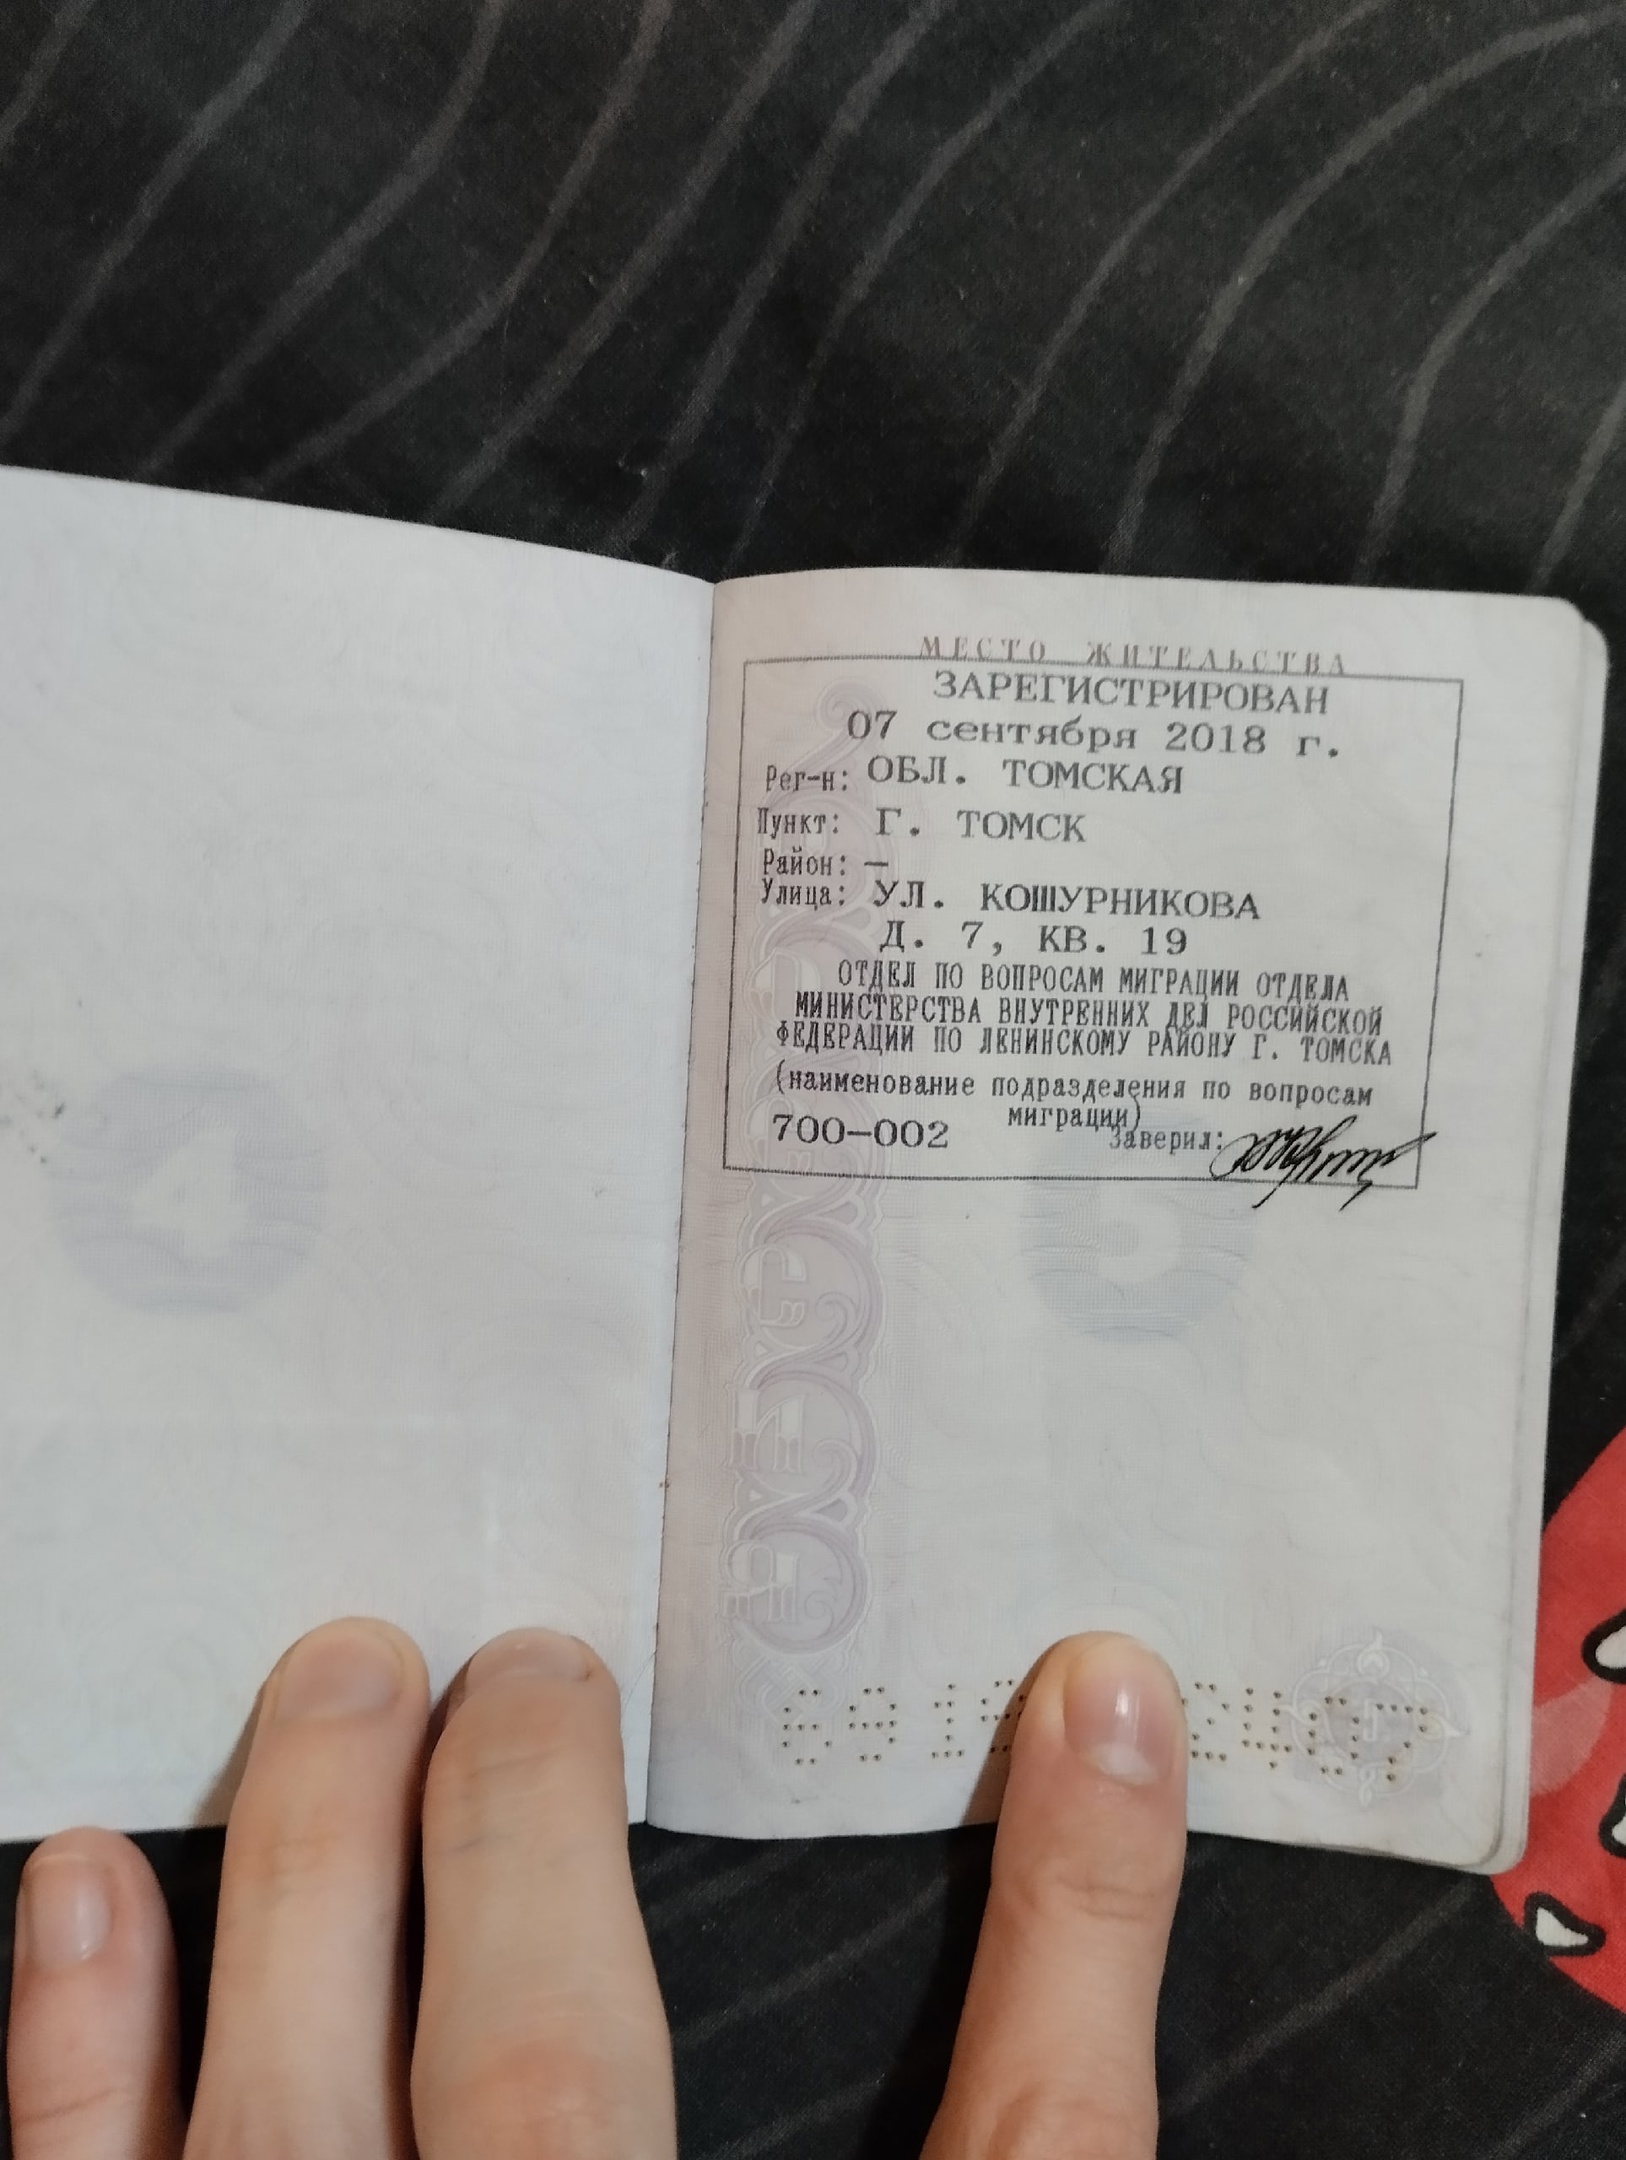 МЕСТО ЖИТЕЛЬСТВА
ЗАРЕГИСТРИРОВАН
07 сентября 2018 г.
Рег-н: ОБЛ. ТОМСКАЯ
Пункт: Г. ТОМСК
Район: —
Улица: УЛ. КОШУРНИКОВА
Д. 7, КВ. 19
ОТДЕЛ ПО ВОПРОСАМ МИГРАЦИИ ОТДЕЛА
МИНИСТЕРСТВА ВНУТРЕННИХ ДЕЛ РОССИЙСКОЙ
ФЕДЕРАЦИИ ПО ЛЕНИНСКОМУ РАЙОНУ Г. ТОМСКА
(наименование подразделения по вопросам
миграции)
700-002 Заверил: